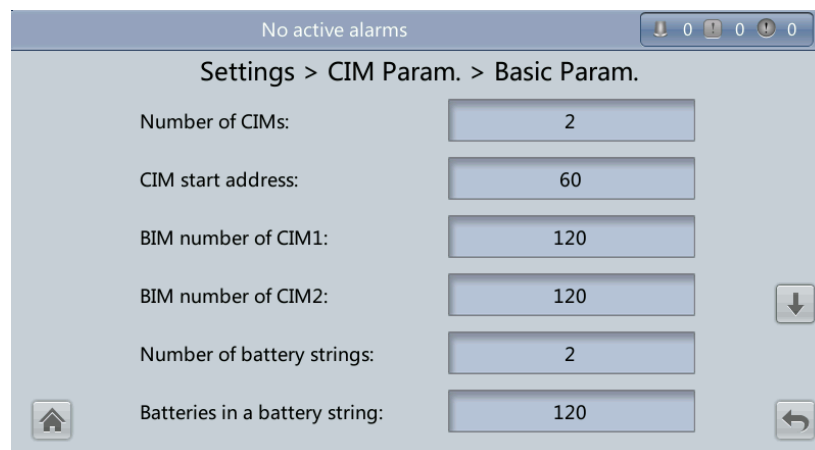 No active alarms 0 0 0
Settings > CIM Param. > Basic Param.
Number of CIMs: 2
CIM start address: 60
BIM number of CIM1: 120
BIM number of CIM2: 120
Number of battery strings: 2
Batteries in a battery string: 120